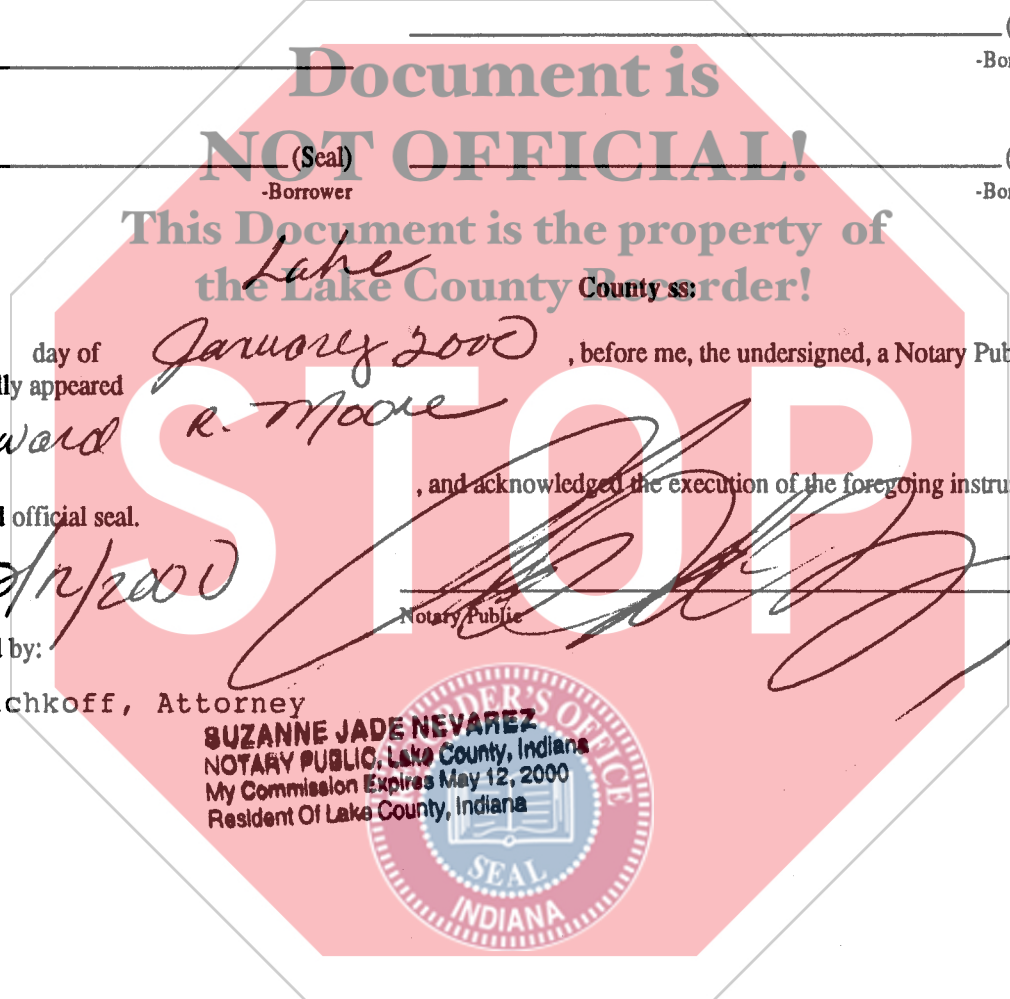 (
-Bor
Document is
NOT OFFICIAL!
(Seal) (
-Borrower -Bor
This Document is the property of
Lake
the Lake County Recorder!
County ss:
day of January 2000 , before me, the undersigned, a Notary Pub
lly appeared
ward R. Moore
STOP
, and acknowledged the execution of the foregoing instru
official seal.
/12/2000
Notary Public
by:
chkoff, Attorney
SUZANNE JADE NEVAREZ
NOTARY PUBLIC, Lake County, Indiana
My Commission Expires May 12, 2000
Resident Of Lake County, Indiana
RECORDER'S OFFICE
SEAL
INDIANA